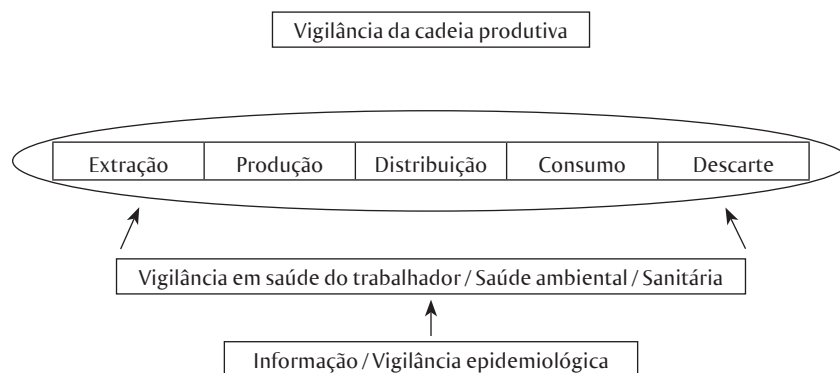 Vigilância da cadeia produtiva
Extração Produção Distribuição Consumo Descarte
Vigilância em saúde do trabalhador / Saúde ambiental / Sanitária
Informação / Vigilância epidemiológica